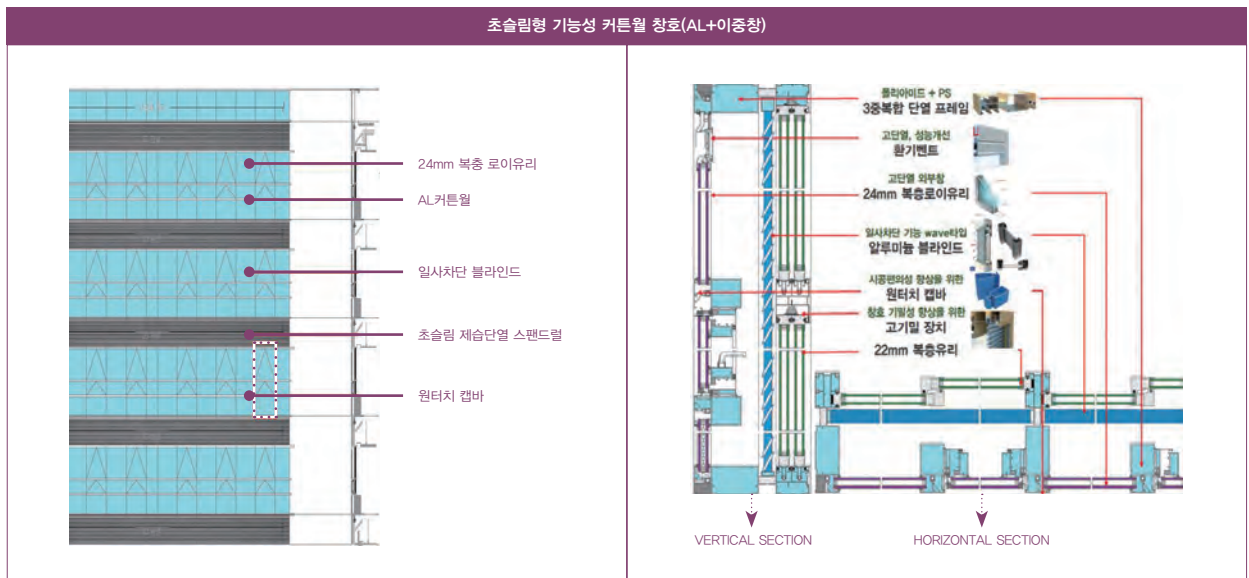 초슬림형 기능성 커튼월 창호(AL+이중창)
24mm 복층 로이유리
AL커튼월
일사차단 블라인드
초슬림 제습단열 스팬드럴
원터치 캡바
폴리아미드 + PS
3중복합 단열 프레임
고단열, 성능개선
환기벤트
고단열 외부창
24mm 복층로이유리
일사차단 기능 wave타입
알루미늄 블라인드
시공편의성 향상을 위한
원터치 캡바
창호 기밀성 향상을 위한
고기밀 장치
22mm 복층유리
VERTICAL SECTION
HORIZONTAL SECTION